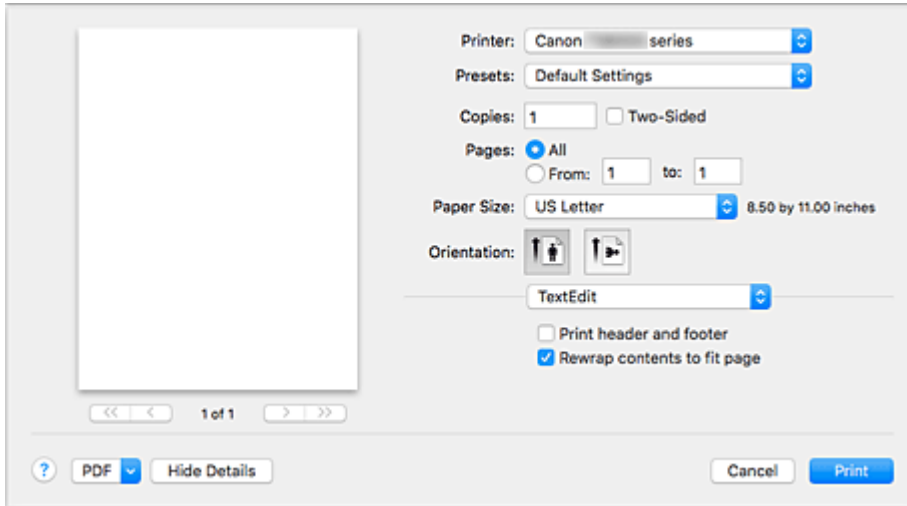 Printer: Canon series
Presets: Default Settings
Copies: 1 Two-Sided
Pages: All
From: 1 to: 1
Paper Size: US Letter 8.50 by 11.00 inches
Orientation:
TextEdit
Print header and footer
Rewrap contents to fit page
<< < 1 of 1 > >>
? PDF Hide Details Cancel Print